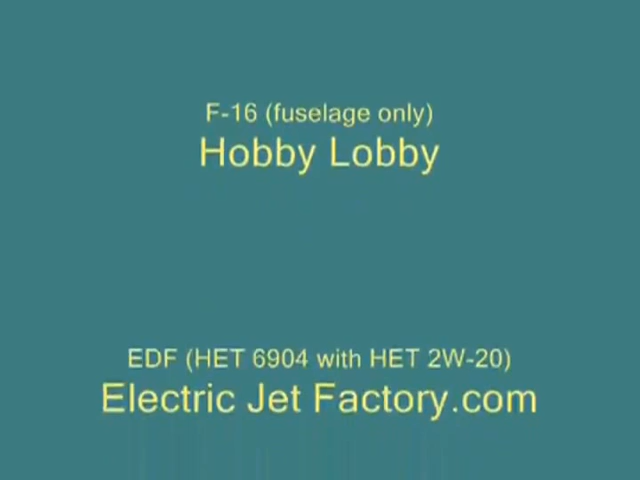 F-16 (fuselage only)
Hobby Lobby
EDF (HET 6904 with HET 2W-20)
Electric Jet Factory.com